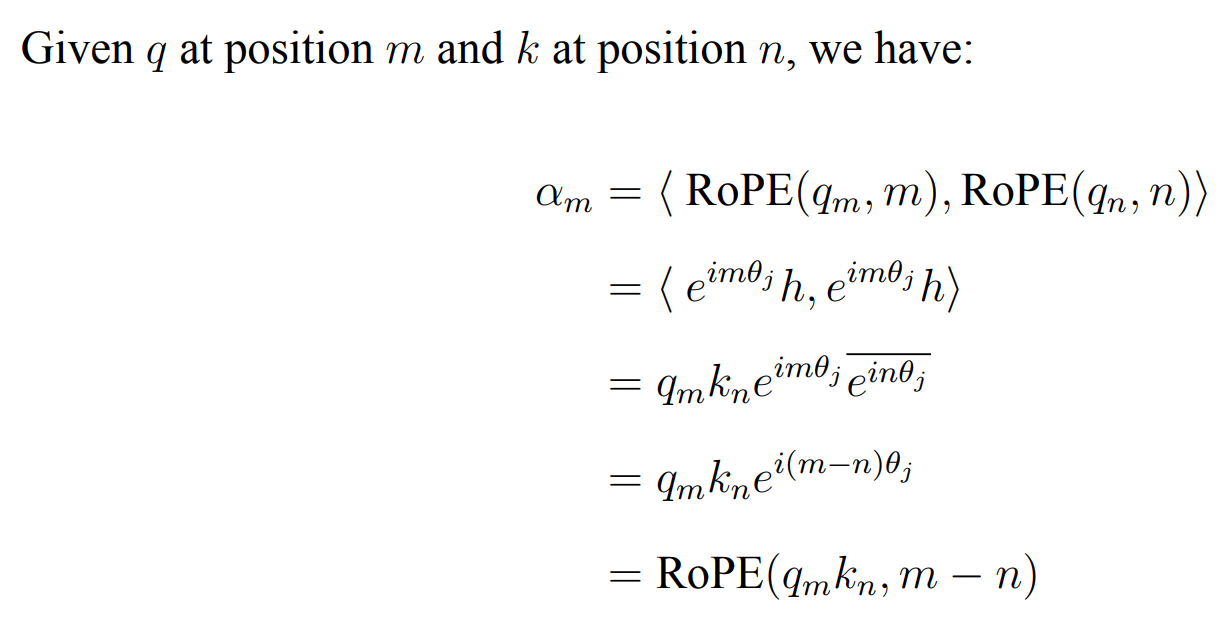 Given q at position m and k at position n, we have:
α_m = ⟨ RoPE(q_m, m), RoPE(q_n, n)⟩
= ⟨ e^{imθ_j} h, e^{imθ_j} h⟩
= q_m k_n e^{imθ_j} \overline{e^{inθ_j}}
= q_m k_n e^{i(m−n)θ_j}
= RoPE(q_m k_n, m − n)